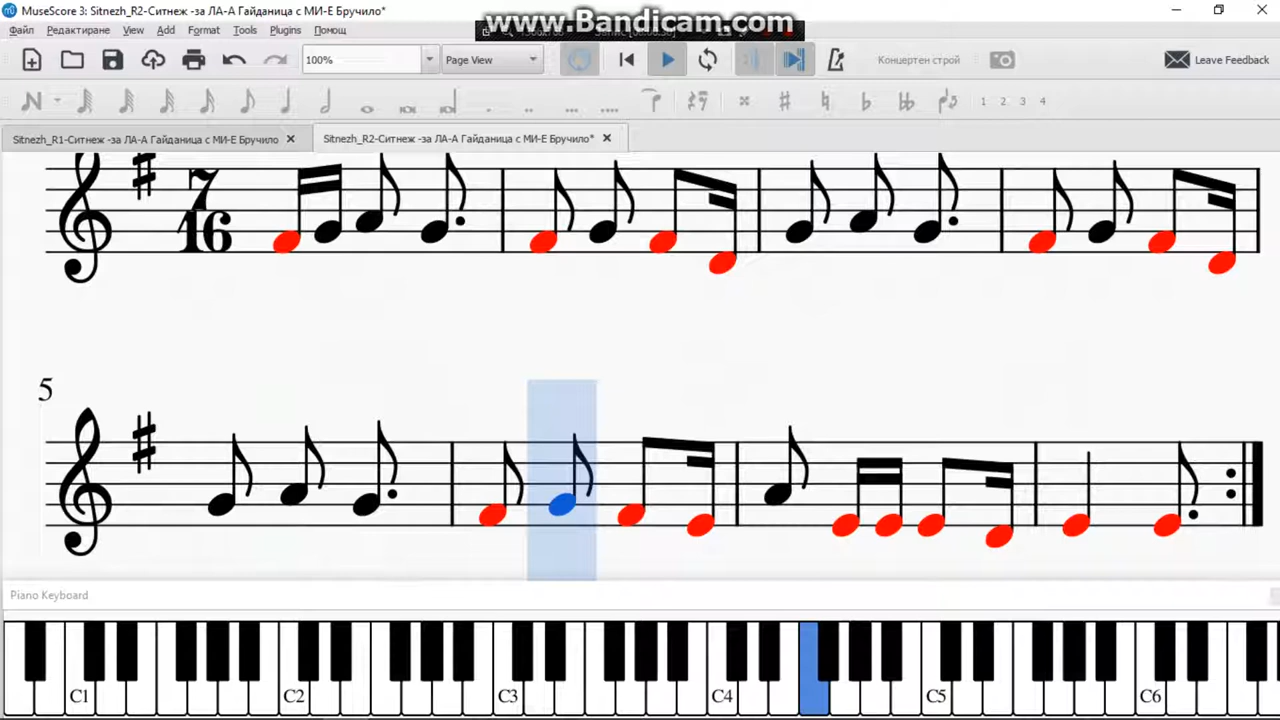 www.Bandicam.com
MuseScore 3: Sitnezh_R2-Ситнеж -за ЛА-А Гайданица с МИ-Е Бручило*
Файл Редактиране View Add Format Tools Plugins Помощ
100% Page View Концертен строй Leave Feedback
1 2 3 4
Sitnezh_R1-Ситнеж -за ЛА-А Гайданица с МИ-Е Бручило Sitnezh_R2-Ситнеж -за ЛА-А Гайданица с МИ-Е Бручило*
7
16
5
Piano Keyboard
C1 C2 C3 C4 C5 C6